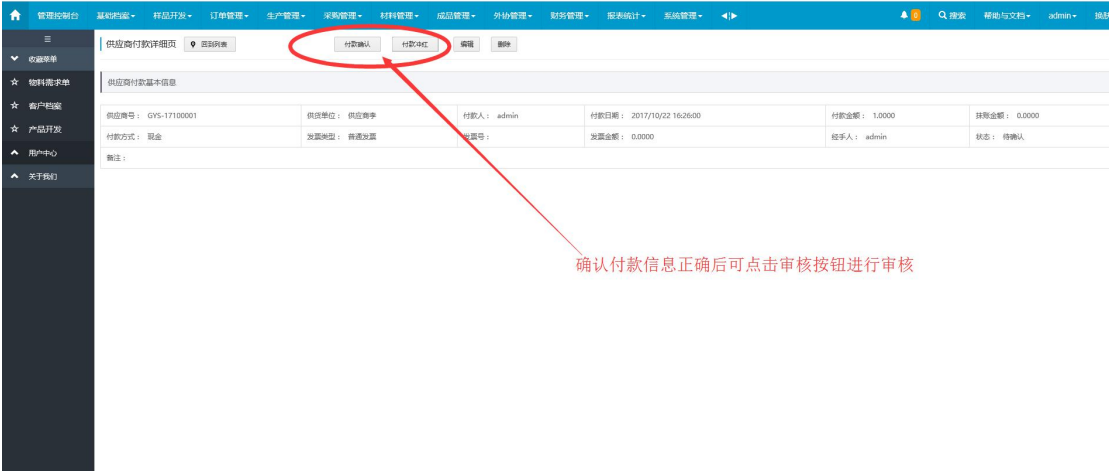 管理控制台 基础档案 样品开发 订单管理 生产管理 采购管理 材料管理 成品管理 外协管理 财务管理 报表统计 系统管理 0 搜索 帮助与文档 admin 换肤
收藏菜单
物料需求单
客户档案
产品开发
用户中心
关于我们
供应商付款详细页 回到列表 付款确认 付款冲红 编辑 删除
供应商付款基本信息
供应商号： GYS-17100001 供货单位： 供应商李 付款人： admin 付款日期： 2017/10/22 16:26:00 付款金额： 1.0000 抹账金额： 0.0000
付款方式： 现金 发票类型： 普通发票 发票号： 发票金额： 0.0000 经手人： admin 状态： 待确认
备注：
确认付款信息正确后可点击审核按钮进行审核